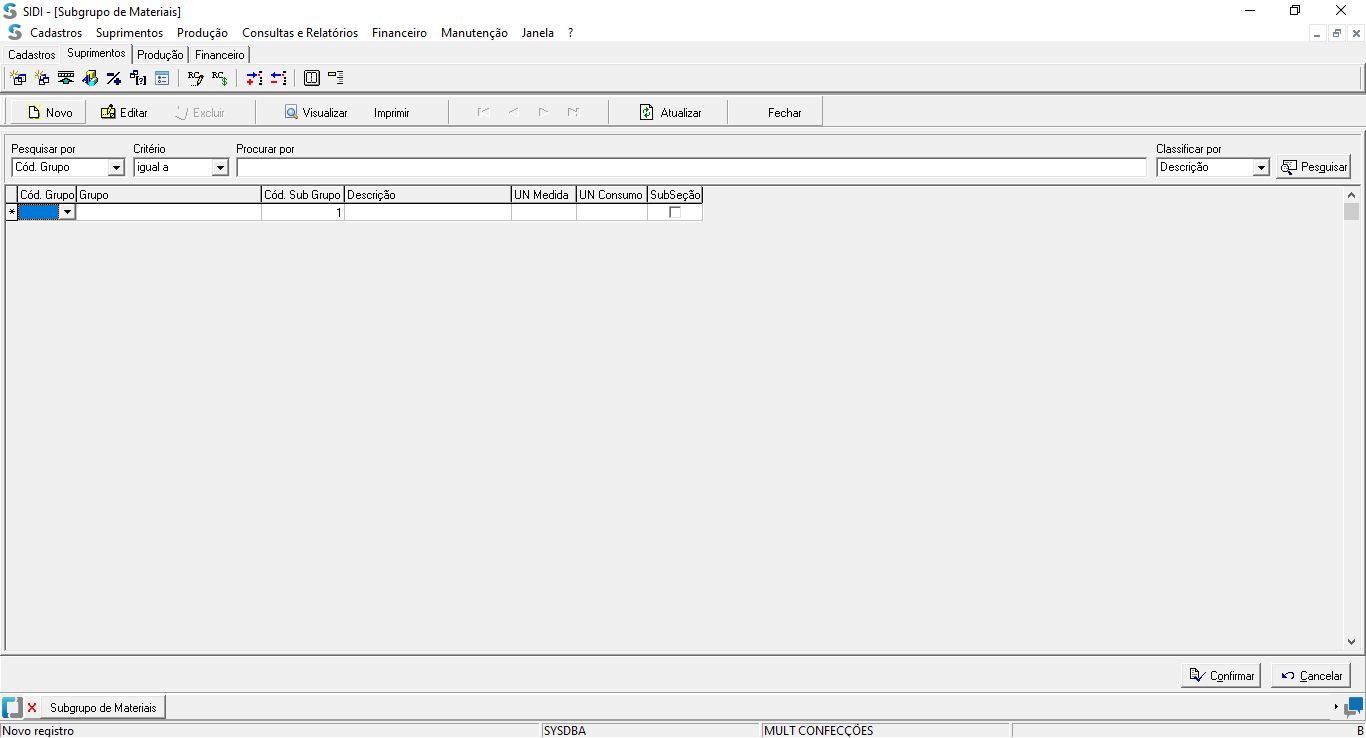 SIDI - [Subgrupo de Materiais]
Cadastros Suprimentos Produção Consultas e Relatórios Financeiro Manutenção Janela ?
Cadastros Suprimentos Produção Financeiro
Novo Editar Excluir Visualizar Imprimir Atualizar Fechar
Pesquisar por Critério Procurar por Classificar por
Cód. Grupo igual a Descrição Pesquisar
Cód. Grupo Grupo Cód. Sub Grupo Descrição UN Medida UN Consumo SubSeção
* 1
Confirmar Cancelar
Subgrupo de Materiais
Novo registro SYSDBA MULT CONFECÇÕES B